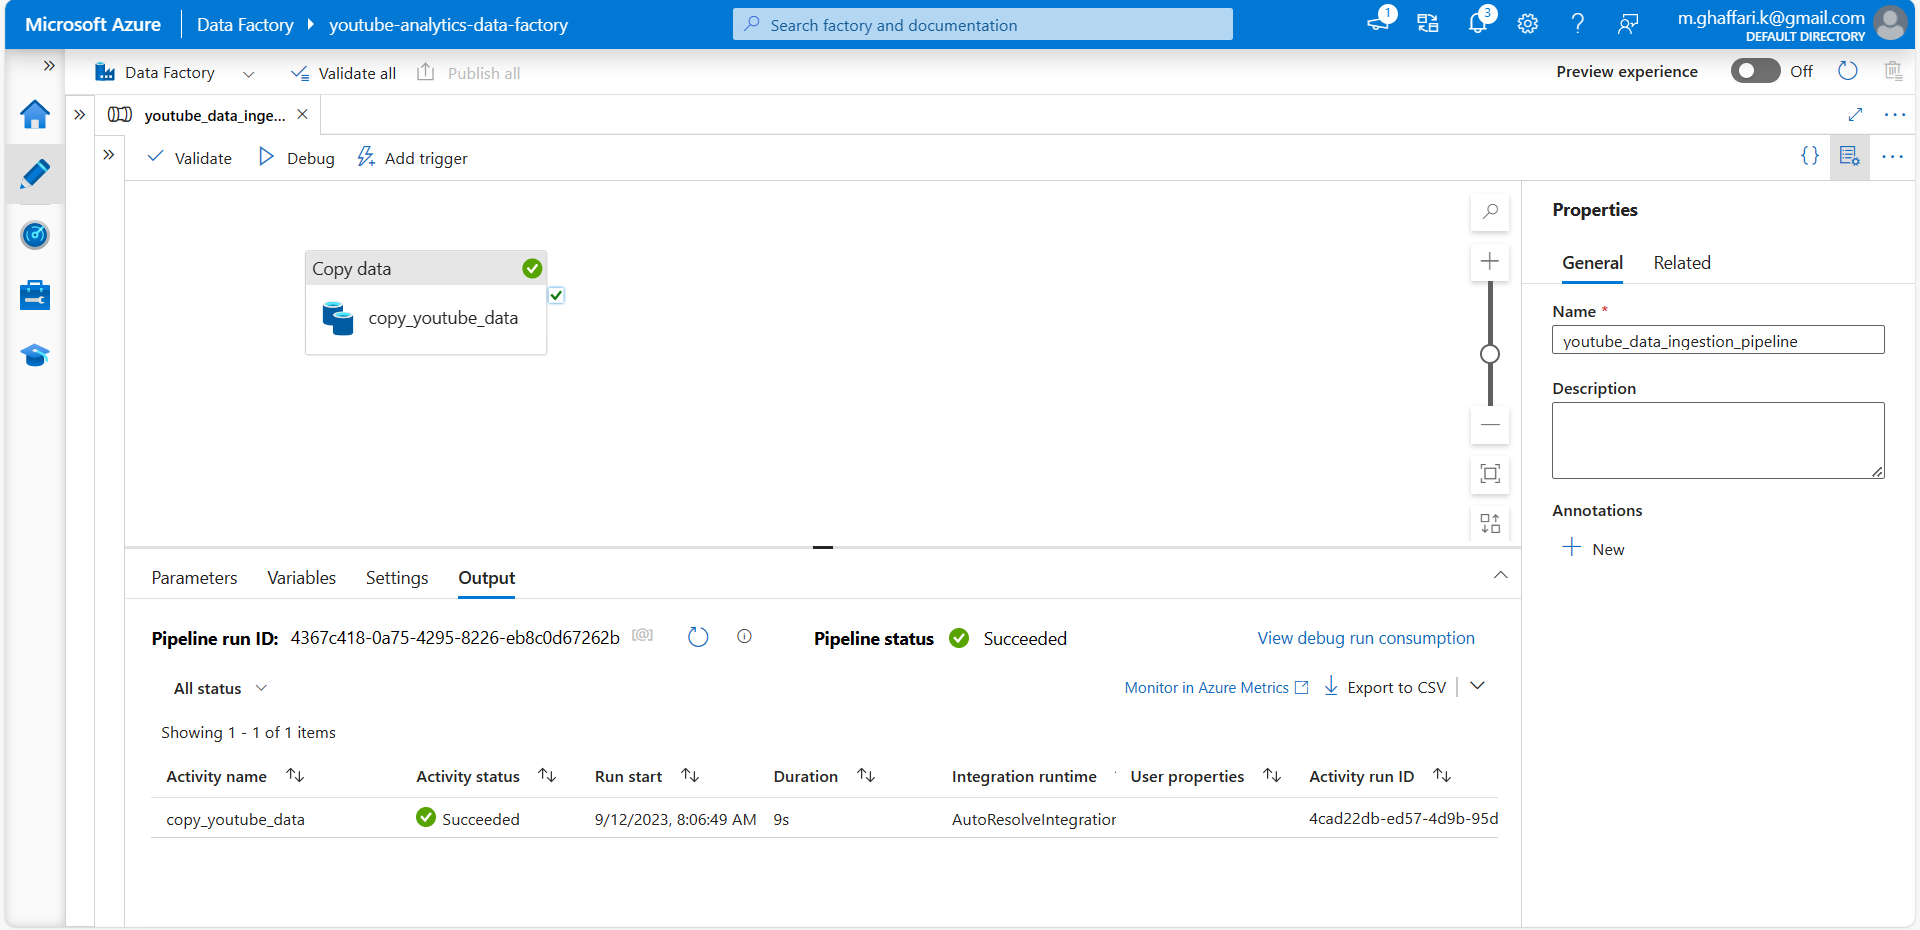 Microsoft Azure
Data Factory
youtube-analytics-data-factory
Search factory and documentation
1
3
m.ghaffari.k@gmail.com
DEFAULT DIRECTORY
Data Factory
Validate all
Publish all
Preview experience
Off
youtube_data_inge...
Validate
Debug
Add trigger
Copy data
copy_youtube_data
Properties
General
Related
Name *
youtube_data_ingestion_pipeline
Description
Annotations
New
Parameters
Variables
Settings
Output
Pipeline run ID: 4367c418-0a75-4295-8226-eb8c0d67262b
Pipeline status
Succeeded
View debug run consumption
All status
Monitor in Azure Metrics
Export to CSV
Showing 1 - 1 of 1 items
Activity name
Activity status
Run start
Duration
Integration runtime
User properties
Activity run ID
copy_youtube_data
Succeeded
9/12/2023, 8:06:49 AM
9s
AutoResolveIntegration
4cad22db-ed57-4d9b-95d